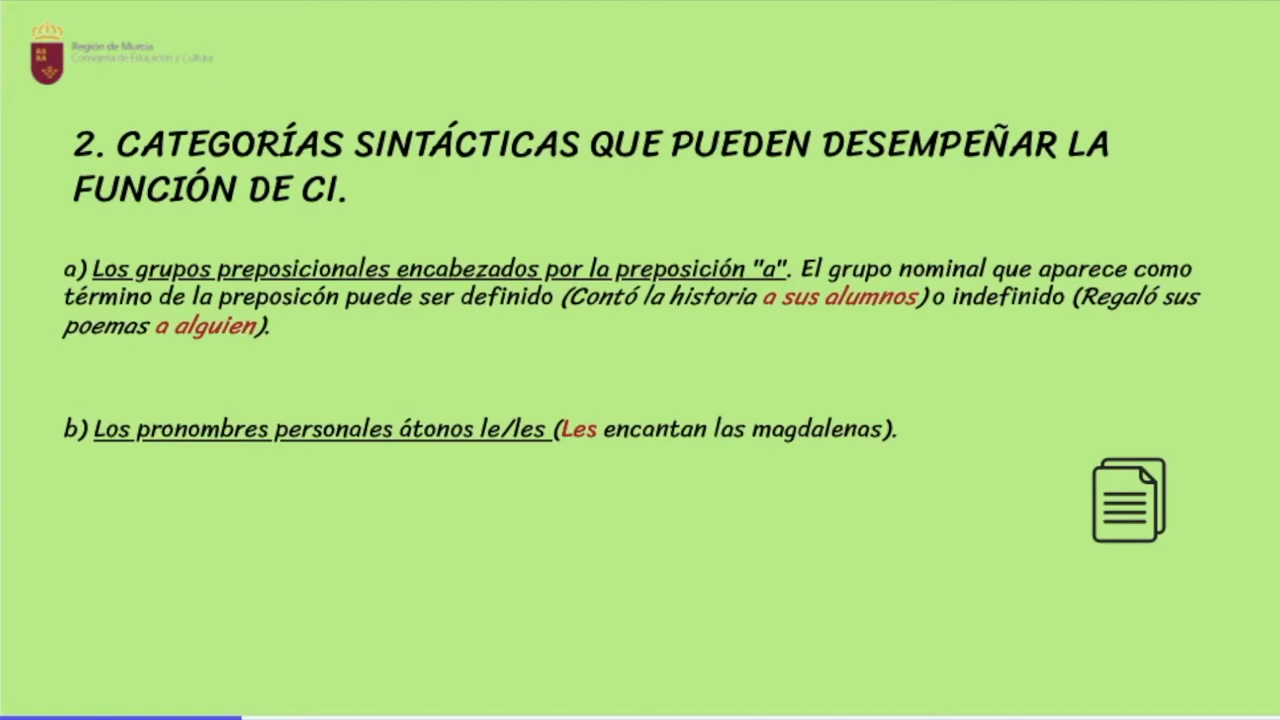 Región de Murcia
Consejería de Educación y Cultura
2. CATEGORÍAS SINTÁCTICAS QUE PUEDEN DESEMPEÑAR LA
FUNCIÓN DE CI.
a) Los grupos preposicionales encabezados por la preposición "a". El grupo nominal que aparece como
término de la preposicón puede ser definido (Contó la historia a sus alumnos) o indefinido (Regaló sus
poemas a alguien).
b) Los pronombres personales átonos le/les (Les encantan las magdalenas).